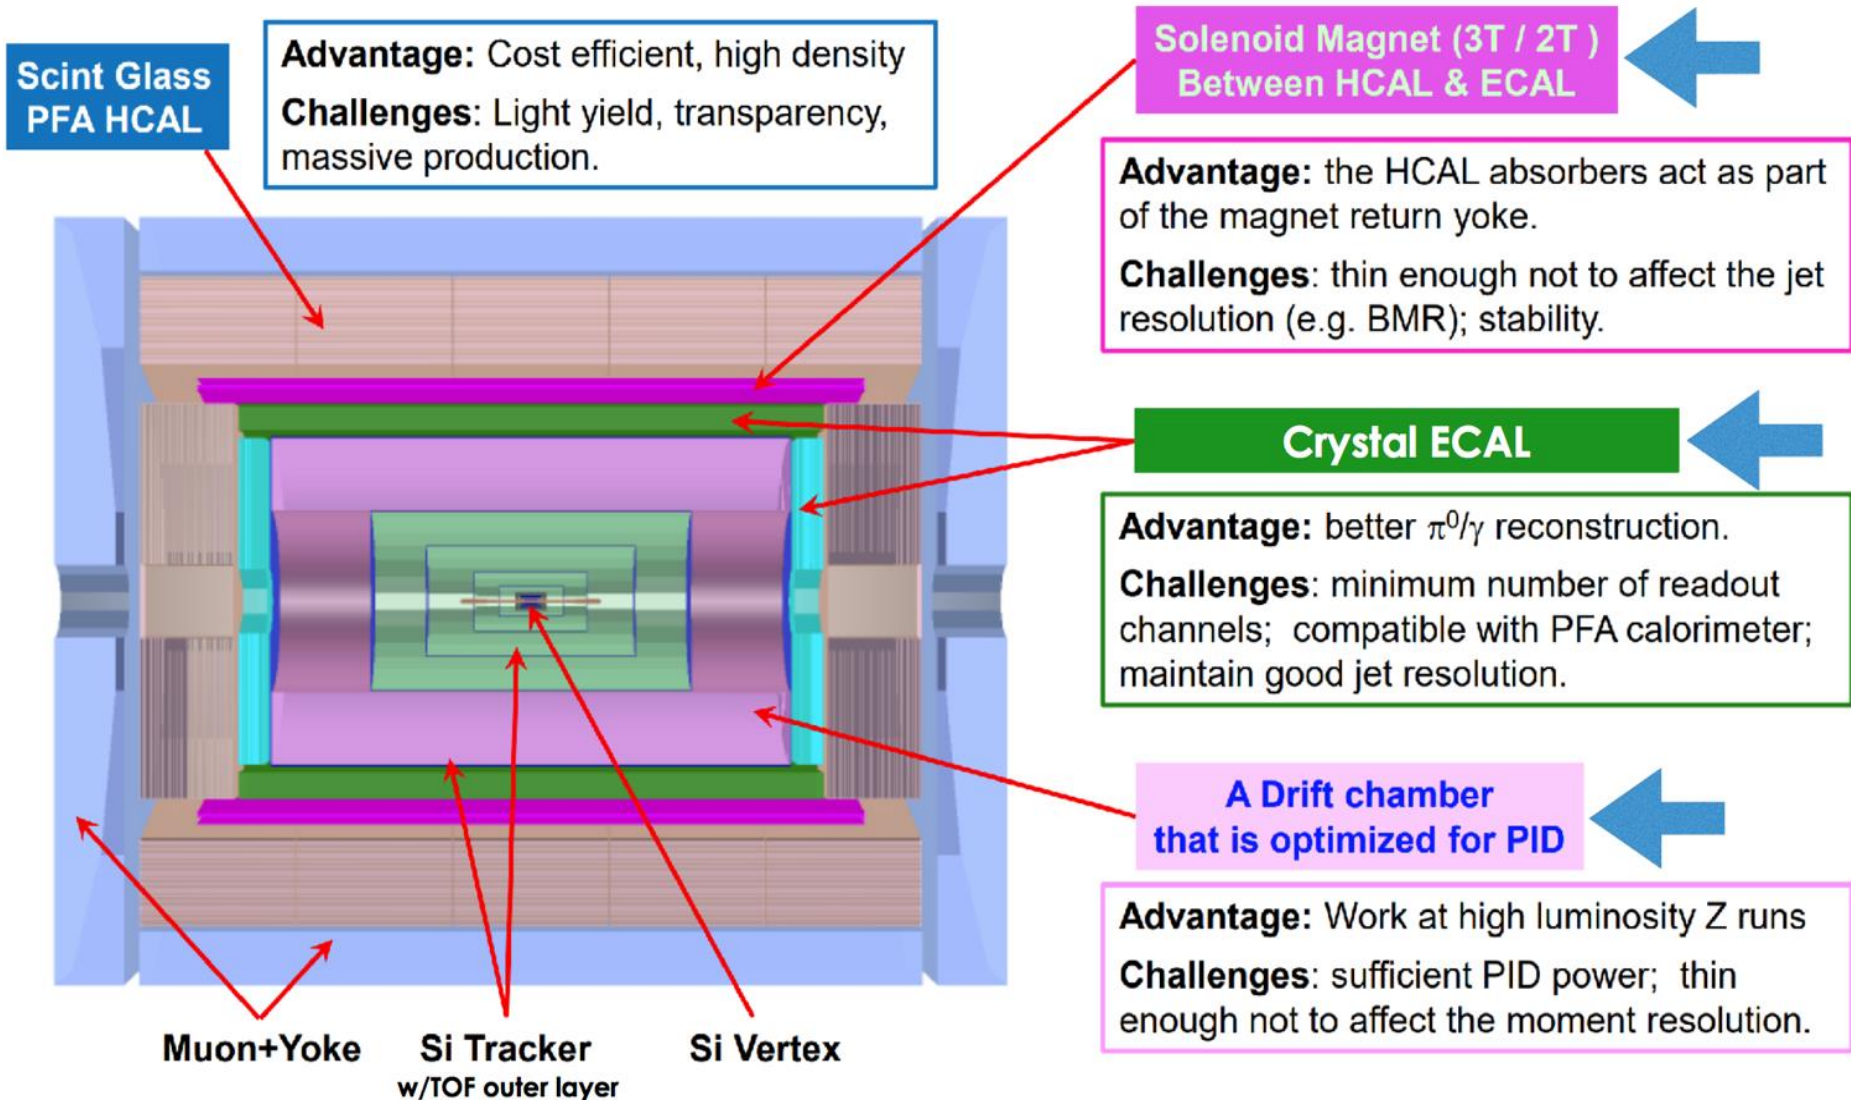 Scint Glass
PFA HCAL
Advantage: Cost efficient, high density
Challenges: Light yield, transparency,
massive production.
Solenoid Magnet (3T / 2T )
Between HCAL & ECAL
Advantage: the HCAL absorbers act as part
of the magnet return yoke.
Challenges: thin enough not to affect the jet
resolution (e.g. BMR); stability.
Crystal ECAL
Advantage: better π⁰/γ reconstruction.
Challenges: minimum number of readout
channels; compatible with PFA calorimeter;
maintain good jet resolution.
A Drift chamber
that is optimized for PID
Advantage: Work at high luminosity Z runs
Challenges: sufficient PID power; thin
enough not to affect the moment resolution.
Muon+Yoke
Si Tracker
w/TOF outer layer
Si Vertex